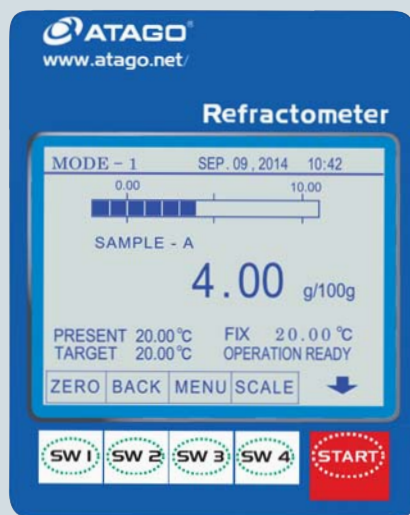 ATAGO®
www.atago.net/
Refractometer
MODE - 1 SEP. 09, 2014 10:42
0.00 10.00
SAMPLE - A
4.00 g/100g
PRESENT 20.00℃ FIX 20.00℃
TARGET 20.00℃ OPERATION READY
ZERO BACK MENU SCALE
SW 1 SW 2 SW 3 SW 4 START